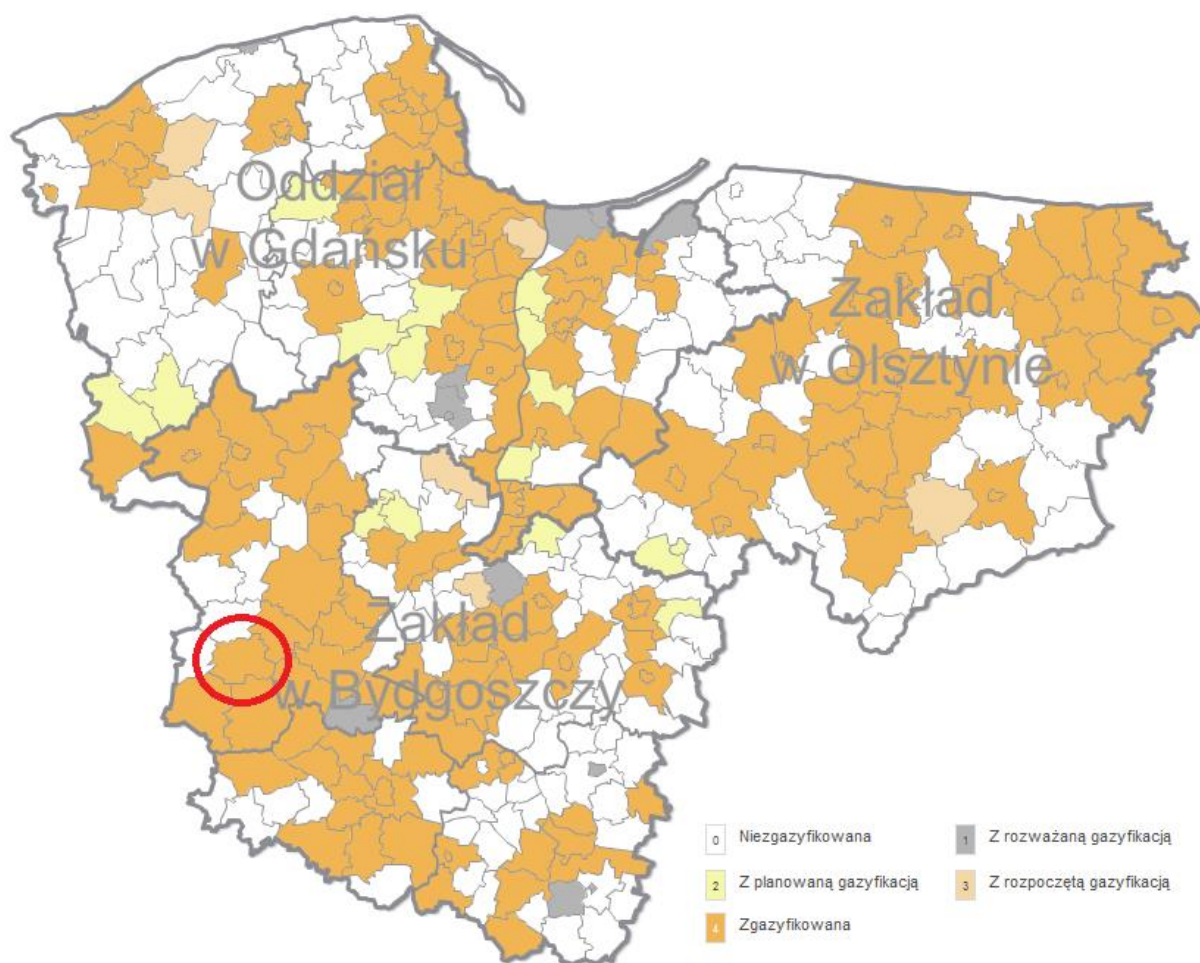 Oddział
w Gdańsku
Zakład
w Olsztynie
Zakład
w Bydgoszczy
0 Niezgazyfikowana
1 Z rozważaną gazyfikacją
2 Z planowaną gazyfikacją
3 Z rozpoczętą gazyfikacją
4 Zgazyfikowana